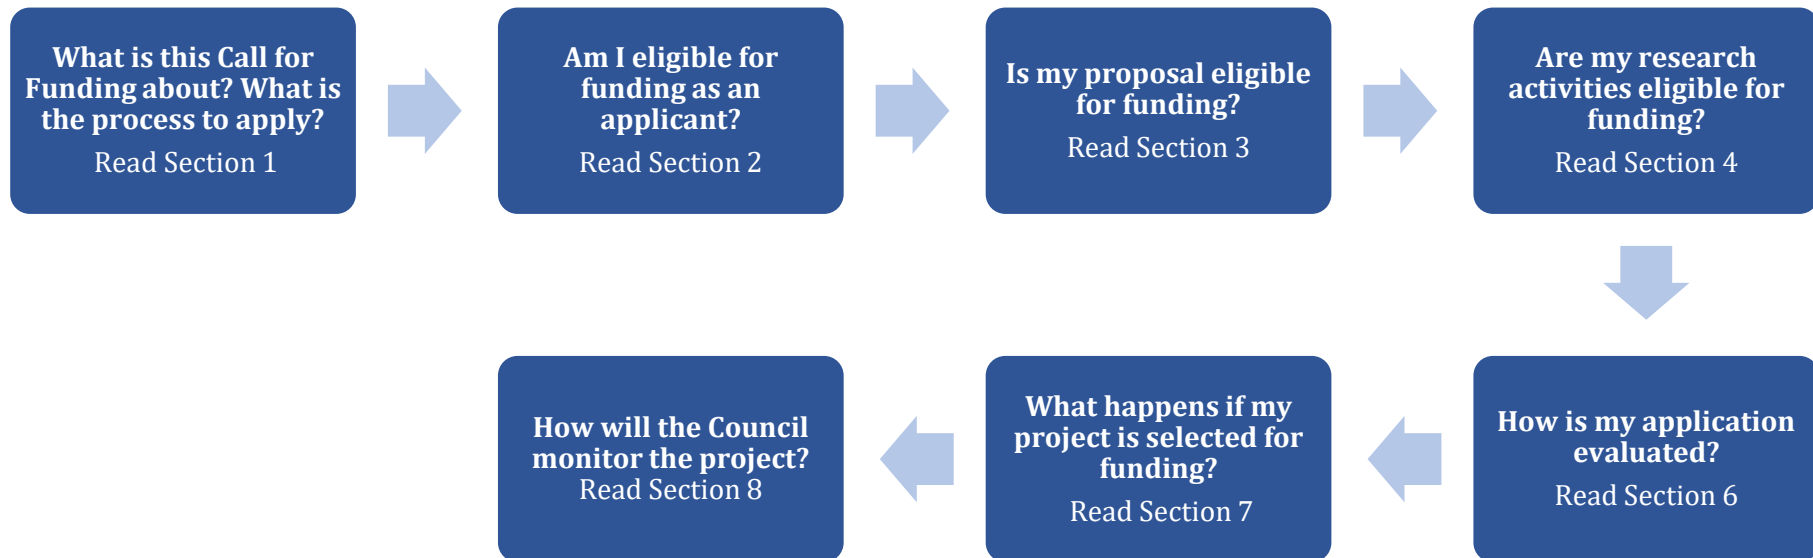 What is this Call for
Funding about? What is
the process to apply?
Read Section 1
Am I eligible for
funding as an
applicant?
Read Section 2
Is my proposal eligible
for funding?
Read Section 3
Are my research
activities eligible for
funding?
Read Section 4
How is my application
evaluated?
Read Section 6
What happens if my
project is selected for
funding?
Read Section 7
How will the Council
monitor the project?
Read Section 8